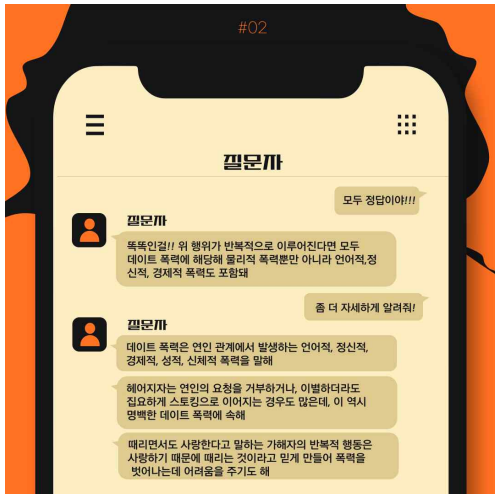 #02
질문자
모두 정답이야!!!
질문자
똑똑인걸!! 위 행위가 반복적으로 이루어진다면 모두
데이트 폭력에 해당해 물리적 폭력뿐만 아니라 언어적,정
신적, 경제적 폭력도 포함돼
좀 더 자세하게 알려줘!
질문자
데이트 폭력은 연인 관계에서 발생하는 언어적, 정신적,
경제적, 성적, 신체적 폭력을 말해
헤어지자는 연인의 요청을 거부하거나, 이별하더라도
집요하게 스토킹으로 이어지는 경우도 많은데, 이 역시
명백한 데이트 폭력에 속해
때리면서도 사랑한다고 말하는 가해자의 반복적 행동은
사랑하기 때문에 때리는 것이라고 믿게 만들어 폭력을
벗어나는데 어려움을 주기도 해